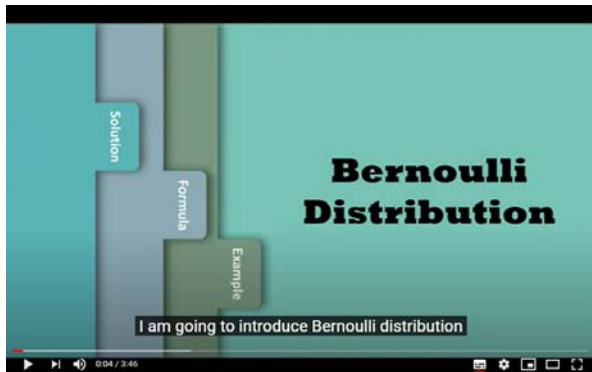 Solution
Formula
Example
Bernoulli
Distribution
I am going to introduce Bernoulli distribution
0:04 / 3:46